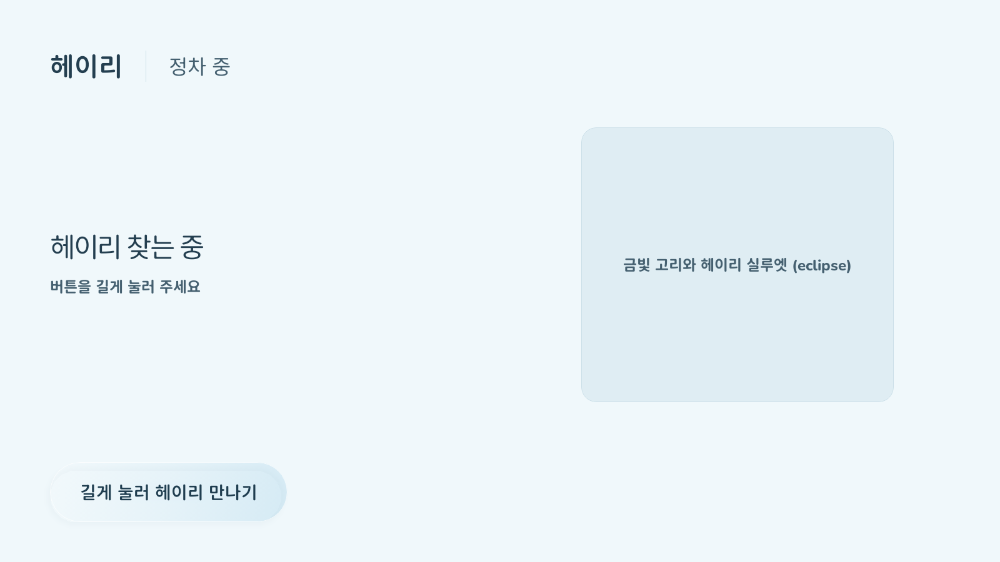 헤이리
정차 중
헤이리 찾는 중
버튼을 길게 눌러 주세요
금빛 고리와 헤이리 실루엣 (eclipse)
길게 눌러 헤이리 만나기